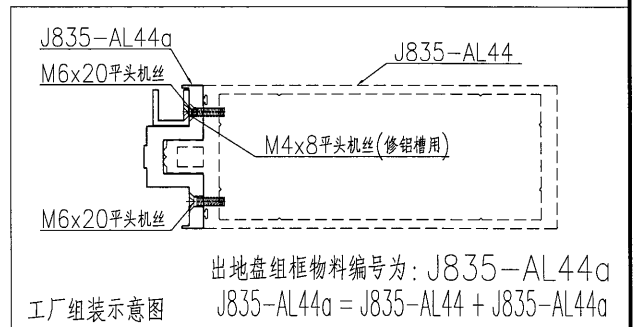 J835-AL44a
J835-AL44
M6x20平头机丝
M4x8平头机丝(修铝槽用)
M6x20平头机丝
出地盘组框物料编号为: J835-AL44a
工厂组装示意图
J835-AL44a = J835-AL44 + J835-AL44a